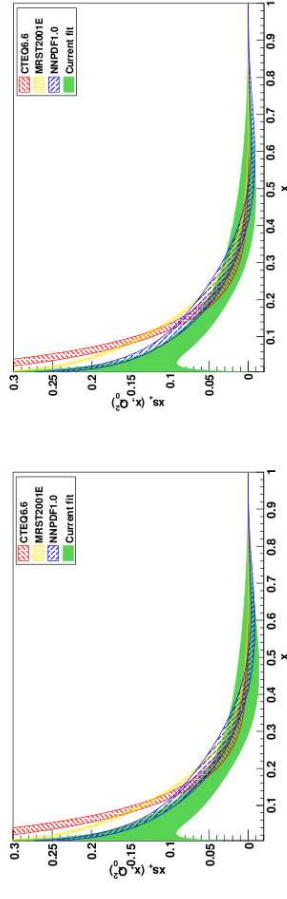 xs₊ (x, Q₀²)
0.3
0.25
0.2
0.15
0.1
0.05
0
CTEQ6.6
MRST2001E
NNPDF1.0
Current fit
0.1 0.2 0.3 0.4 0.5 0.6 0.7 0.8 0.9 1
x
xs₊ (x, Q₀²)
0.3
0.25
0.2
0.15
0.1
0.05
0
CTEQ6.6
MRST2001E
NNPDF1.0
Current fit
0.1 0.2 0.3 0.4 0.5 0.6 0.7 0.8 0.9 1
x